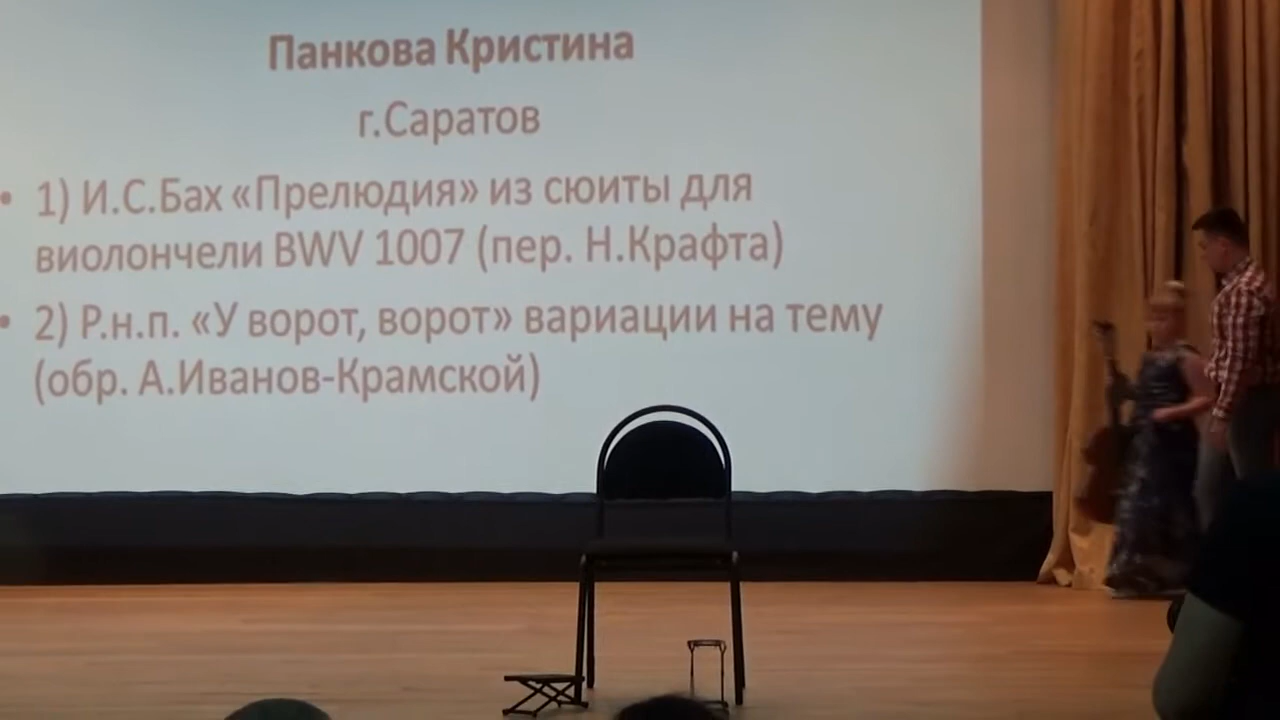 Панкова Кристина
г.Саратов
• 1) И.С.Бах «Прелюдия» из сюиты для
виолончели BWV 1007 (пер. Н.Крафта)
• 2) Р.н.п. «У ворот, ворот» вариации на тему
(обр. А.Иванов-Крамской)